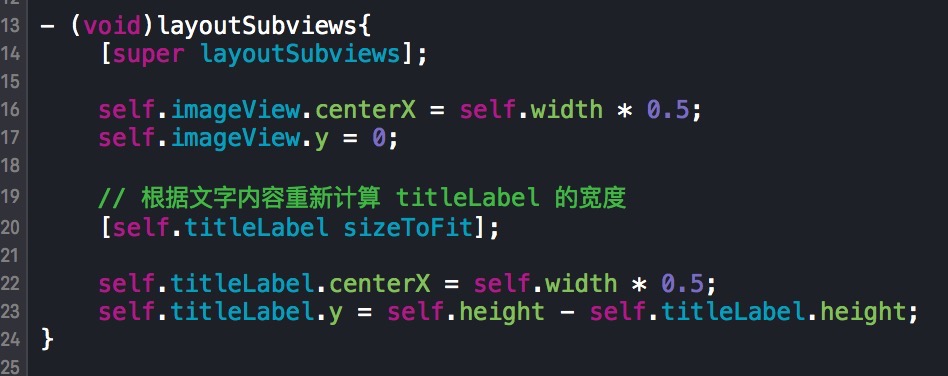 13 - (void)layoutSubviews{
14 [super layoutSubviews];
15
16 self.imageView.centerX = self.width * 0.5;
17 self.imageView.y = 0;
18
19 // 根据文字内容重新计算 titleLabel 的宽度
20 [self.titleLabel sizeToFit];
21
22 self.titleLabel.centerX = self.width * 0.5;
23 self.titleLabel.y = self.height - self.titleLabel.height;
24 }
25